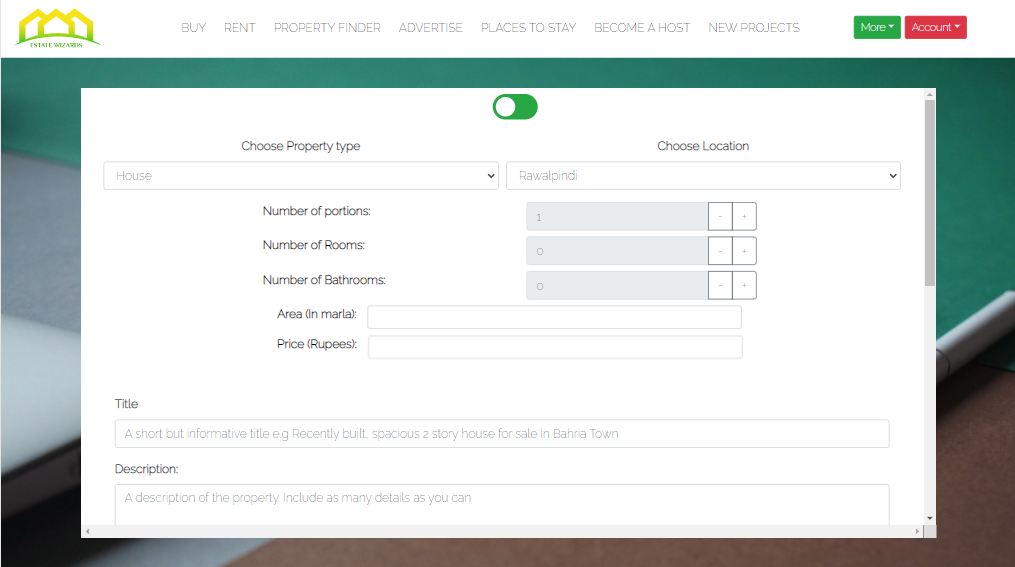 BUY RENT PROPERTY FINDER ADVERTISE PLACES TO STAY BECOME A HOST NEW PROJECTS More Account
ESTATE WIZARDS
Choose Property type Choose Location
House Rawalpindi
Number of portions: 1 - +
Number of Rooms: 0 - +
Number of Bathrooms: 0 - +
Area (In marla):
Price (Rupees):
Title
A short but informative title e.g Recently built, spacious 2 story house for sale in Bahria Town
Description:
A description of the property. Include as many details as you can